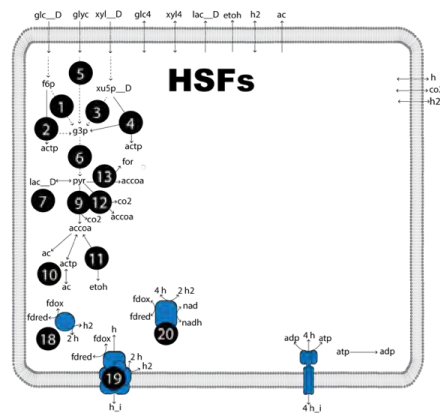 glc__D glyc xyl__D glc4 xyl4 lac__D etoh h2 ac
HSFs
h
co2
h2
5
f6p
xu5p__D
1
3
2
4
g3p
actp
actp
6
for
lac__D
pyr
13
accoa
7
9
12
co2
co2
accoa
accoa
11
ac
actp
10
ac
etoh
fdox
fdred
h2
2 h
18
h
fdox
fdred
2 h
h2
19
h_i
4 h
2 h2
fdox
nad
fdred
nadh
20
4 h
adp
atp
4 h_i
atp
adp